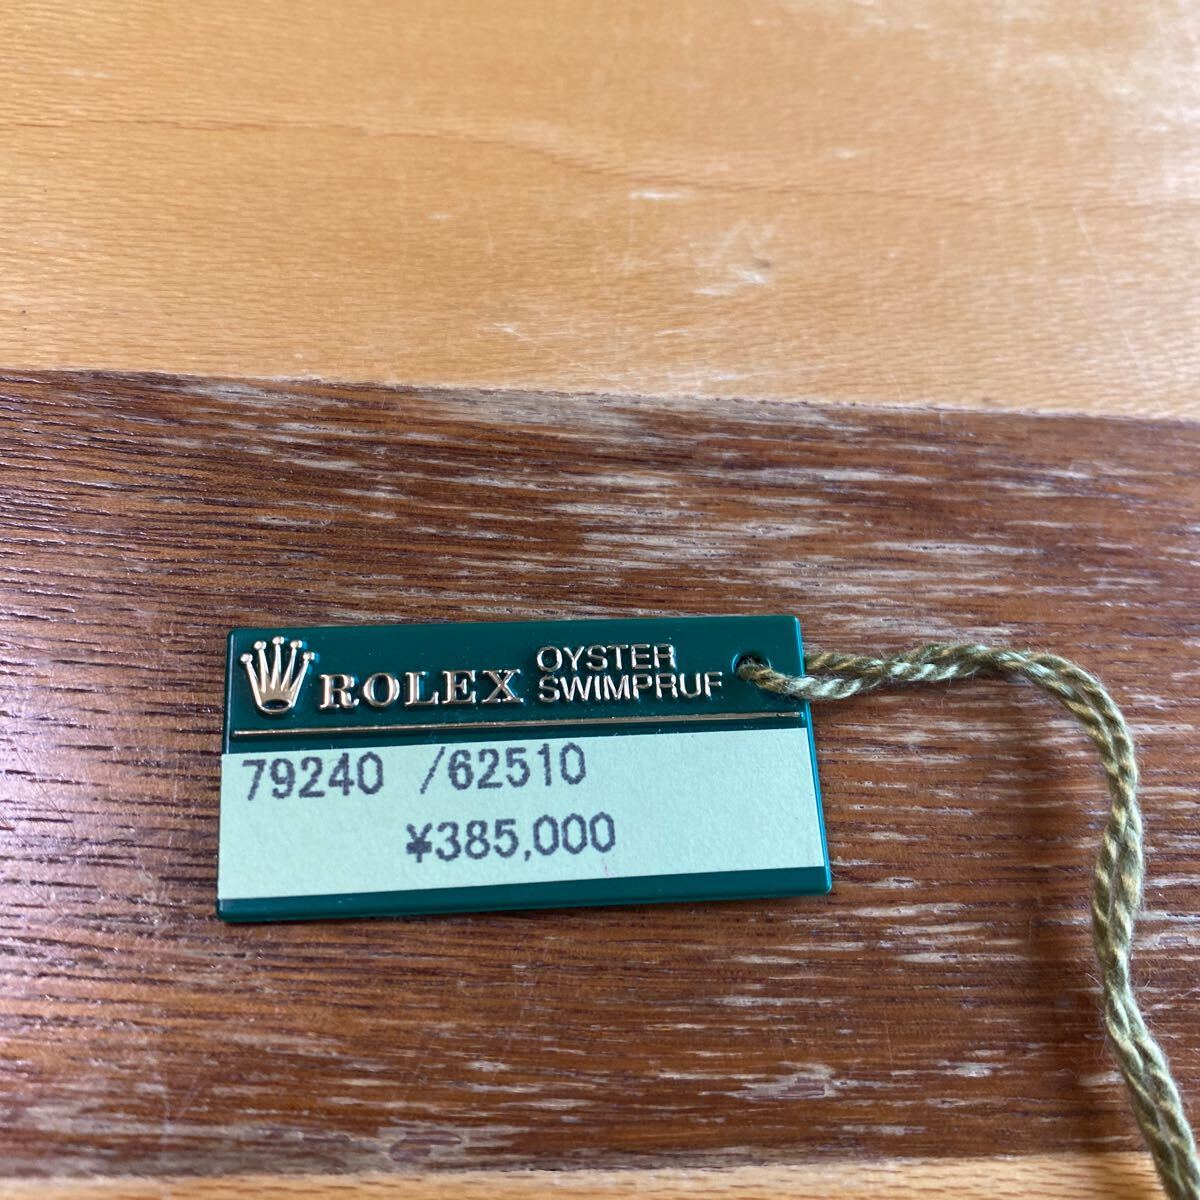 ROLEX OYSTER
SWIMPRUF
79240 /62510
¥385,000